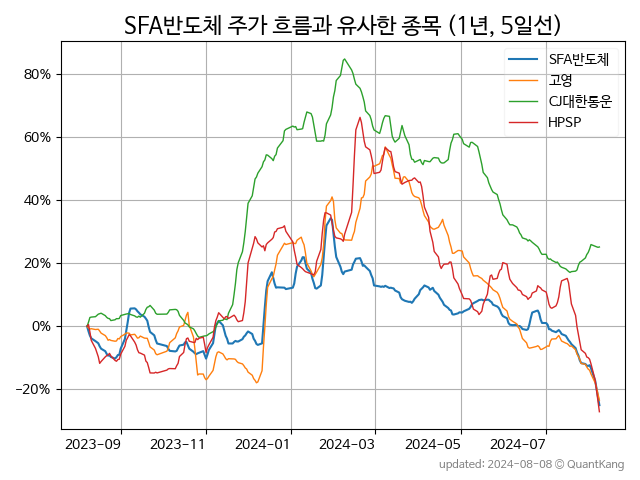 SFA반도체 주가 흐름과 유사한 종목 (1년, 5일선)
SFA반도체
고영
CJ대한통운
HPSP
80%
60%
40%
20%
0%
−20%
2023-09
2023-11
2024-01
2024-03
2024-05
2024-07
updated: 2024-08-08 © QuantKang